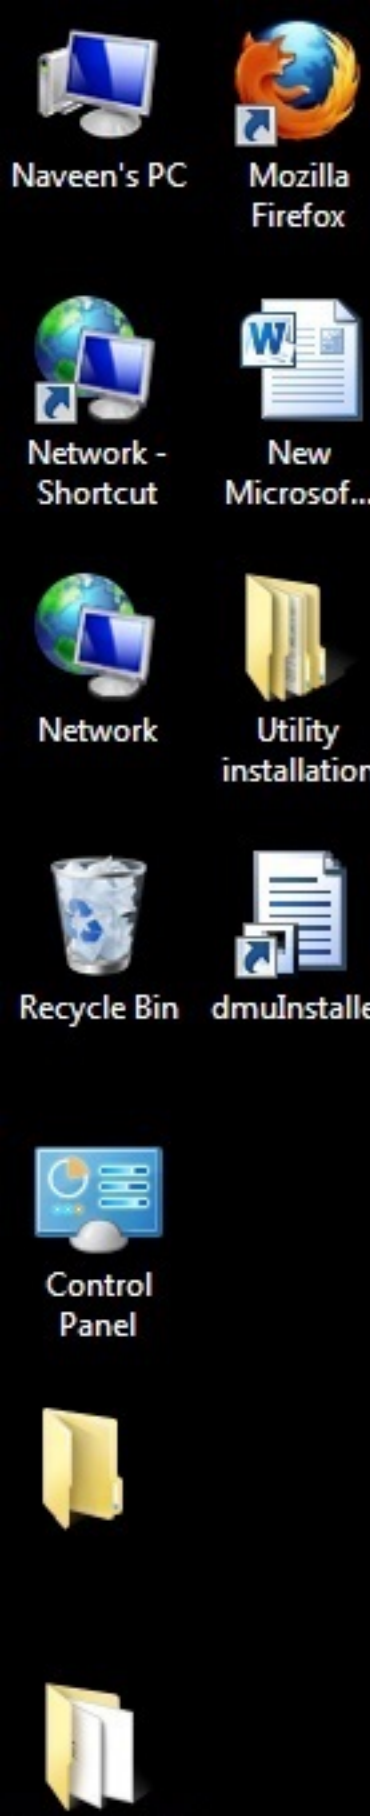 Naveen's PC
Mozilla
Firefox
Network -
Shortcut
New
Microsof...
Network
Utility
installation
Recycle Bin
dmuInstalle
Control
Panel